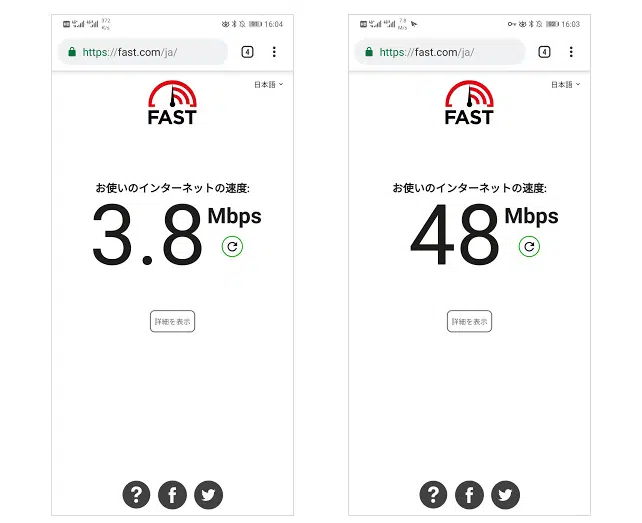 16:04
https://fast.com/ja/
4
日本語
FAST
お使いのインターネットの速度:
3.8 Mbps
詳細を表示
?
16:03
https://fast.com/ja/
4
日本語
FAST
お使いのインターネットの速度:
48 Mbps
詳細を表示
?